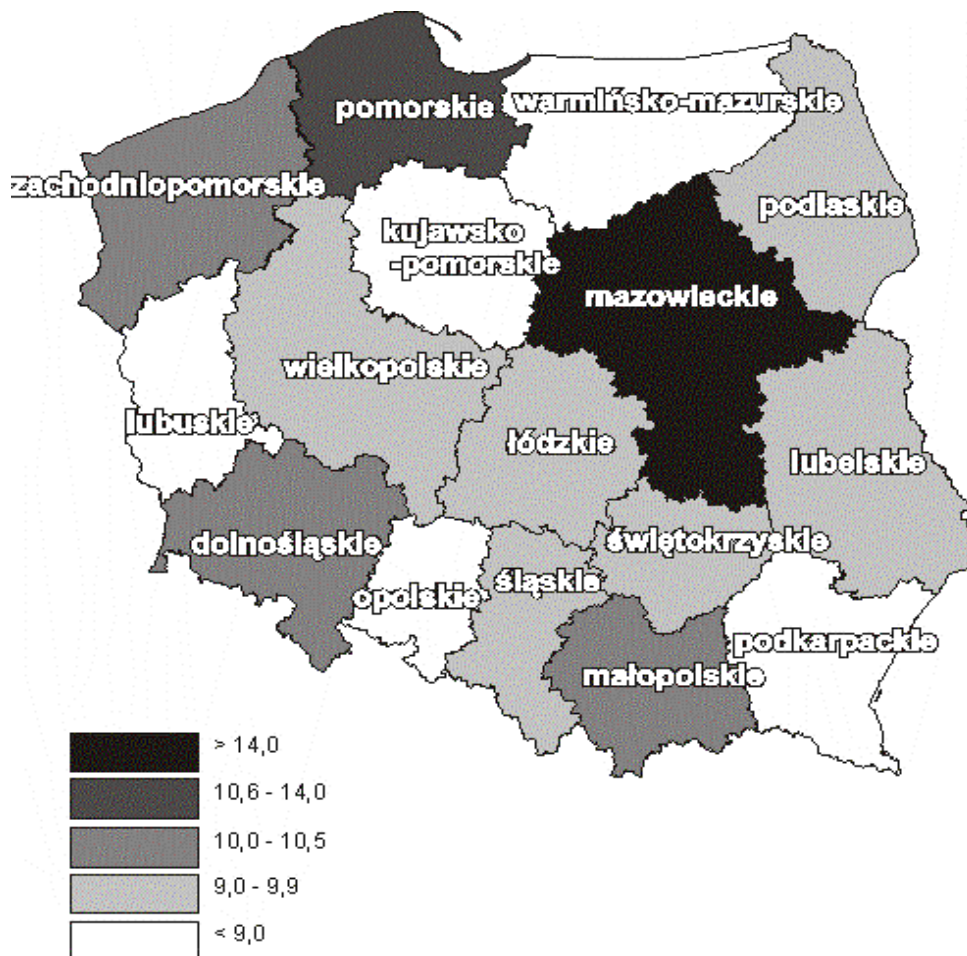 pomorskie
warmińsko-mazurskie
zachodniopomorskie
podlaskie
kujawsko
-pomorskie
mazowieckie
wielkopolskie
lubuskie
łódzkie
lubelskie
dolnośląskie
świętokrzyskie
śląskie
opolskie
podkarpackie
małopolskie
> 14,0
10,6 - 14,0
10,0 - 10,5
9,0 - 9,9
< 9,0